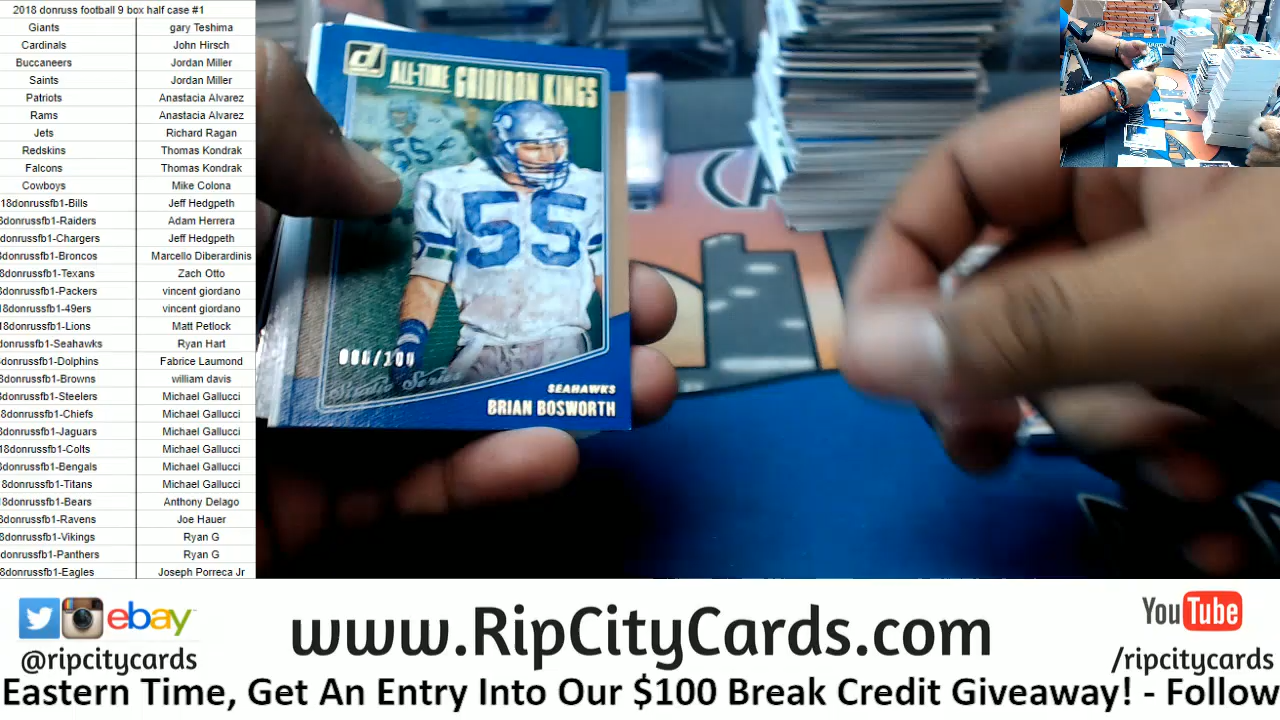 2018 donruss football 9 box half case #1
Giants gary Teshima
Cardinals John Hirsch
Buccaneers Jordan Miller
Saints Jordan Miller
Patriots Anastacia Alvarez
Rams Anastacia Alvarez
Jets Richard Ragan
Redskins Thomas Kondrak
Falcons Thomas Kondrak
Cowboys Mike Colona
18donrussfb1-Bills Jeff Hedgpeth
8donrussfb1-Raiders Adam Herrera
donrussfb1-Chargers Jeff Hedgpeth
8donrussfb1-Broncos Marcello Diberardinis
8donrussfb1-Texans Zach Otto
8donrussfb1-Packers vincent giordano
18donrussfb1-49ers vincent giordano
18donrussfb1-Lions Matt Petlock
donrussfb1-Seahawks Ryan Hart
8donrussfb1-Dolphins Fabrice Laumond
8donrussfb1-Browns william davis
8donrussfb1-Steelers Michael Gallucci
8donrussfb1-Chiefs Michael Gallucci
8donrussfb1-Jaguars Michael Gallucci
18donrussfb1-Colts Michael Gallucci
8donrussfb1-Bengals Michael Gallucci
8donrussfb1-Titans Michael Gallucci
18donrussfb1-Bears Anthony Delago
8donrussfb1-Ravens Joe Hauer
8donrussfb1-Vikings Ryan G
donrussfb1-Panthers Ryan G
8donrussfb1-Eagles Joseph Porreca Jr
ALL-TIME GRIDIRON KINGS
55
55
/100
Studio Series
SEAHAWKS
BRIAN BOSWORTH
ebay
@ripcitycards
www.RipCityCards.com
YouTube
/ripcitycards
Eastern Time, Get An Entry Into Our $100 Break Credit Giveaway! - Follow